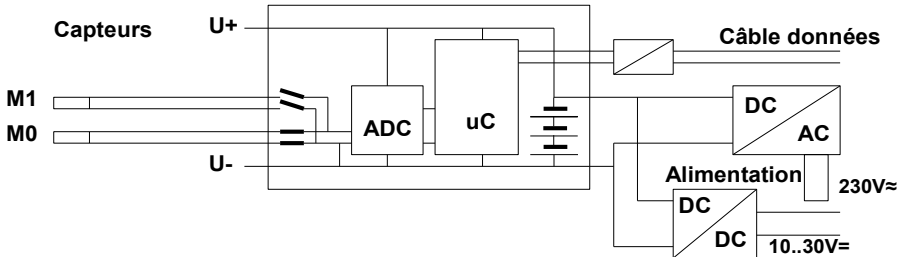 Capteurs
U+
Câble données
M1
M0
ADC
uC
DC
AC
U-
Alimentation
230V≈
DC
DC
10..30V=